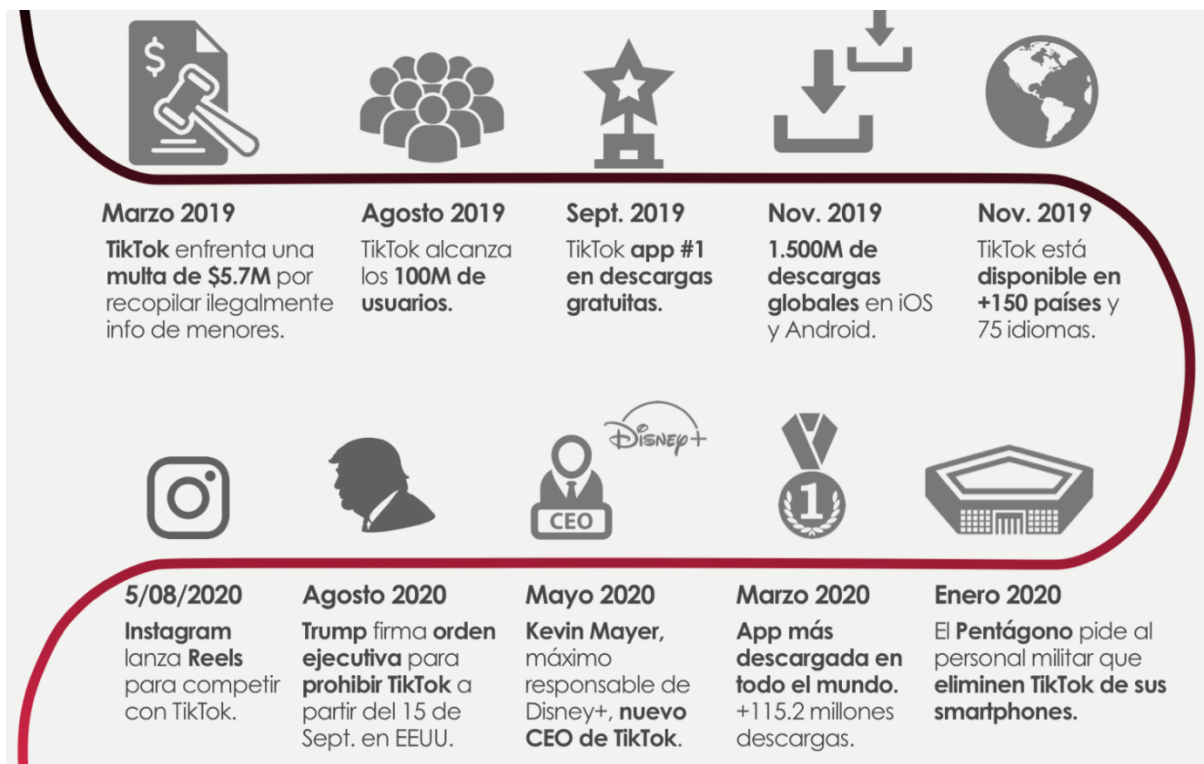 $
Marzo 2019
TikTok enfrenta una
multa de $5.7M por
recopilar ilegalmente
info de menores.
Agosto 2019
TikTok alcanza
los 100M de
usuarios.
Sept. 2019
TikTok app #1
en descargas
gratuitas.
Nov. 2019
1.500M de
descargas
globales en iOS
y Android.
Nov. 2019
TikTok está
disponible en
+150 países y
75 idiomas.
Disney+
CEO
1
5/08/2020
Instagram
lanza Reels
para competir
con TikTok.
Agosto 2020
Trump firma orden
ejecutiva para
prohibir TikTok a
partir del 15 de
Sept. en EEUU.
Mayo 2020
Kevin Mayer,
máximo
responsable de
Disney+, nuevo
CEO de TikTok.
Marzo 2020
App más
descargada en
todo el mundo.
+115.2 millones
descargas.
Enero 2020
El Pentágono pide al
personal militar que
eliminen TikTok de sus
smartphones.